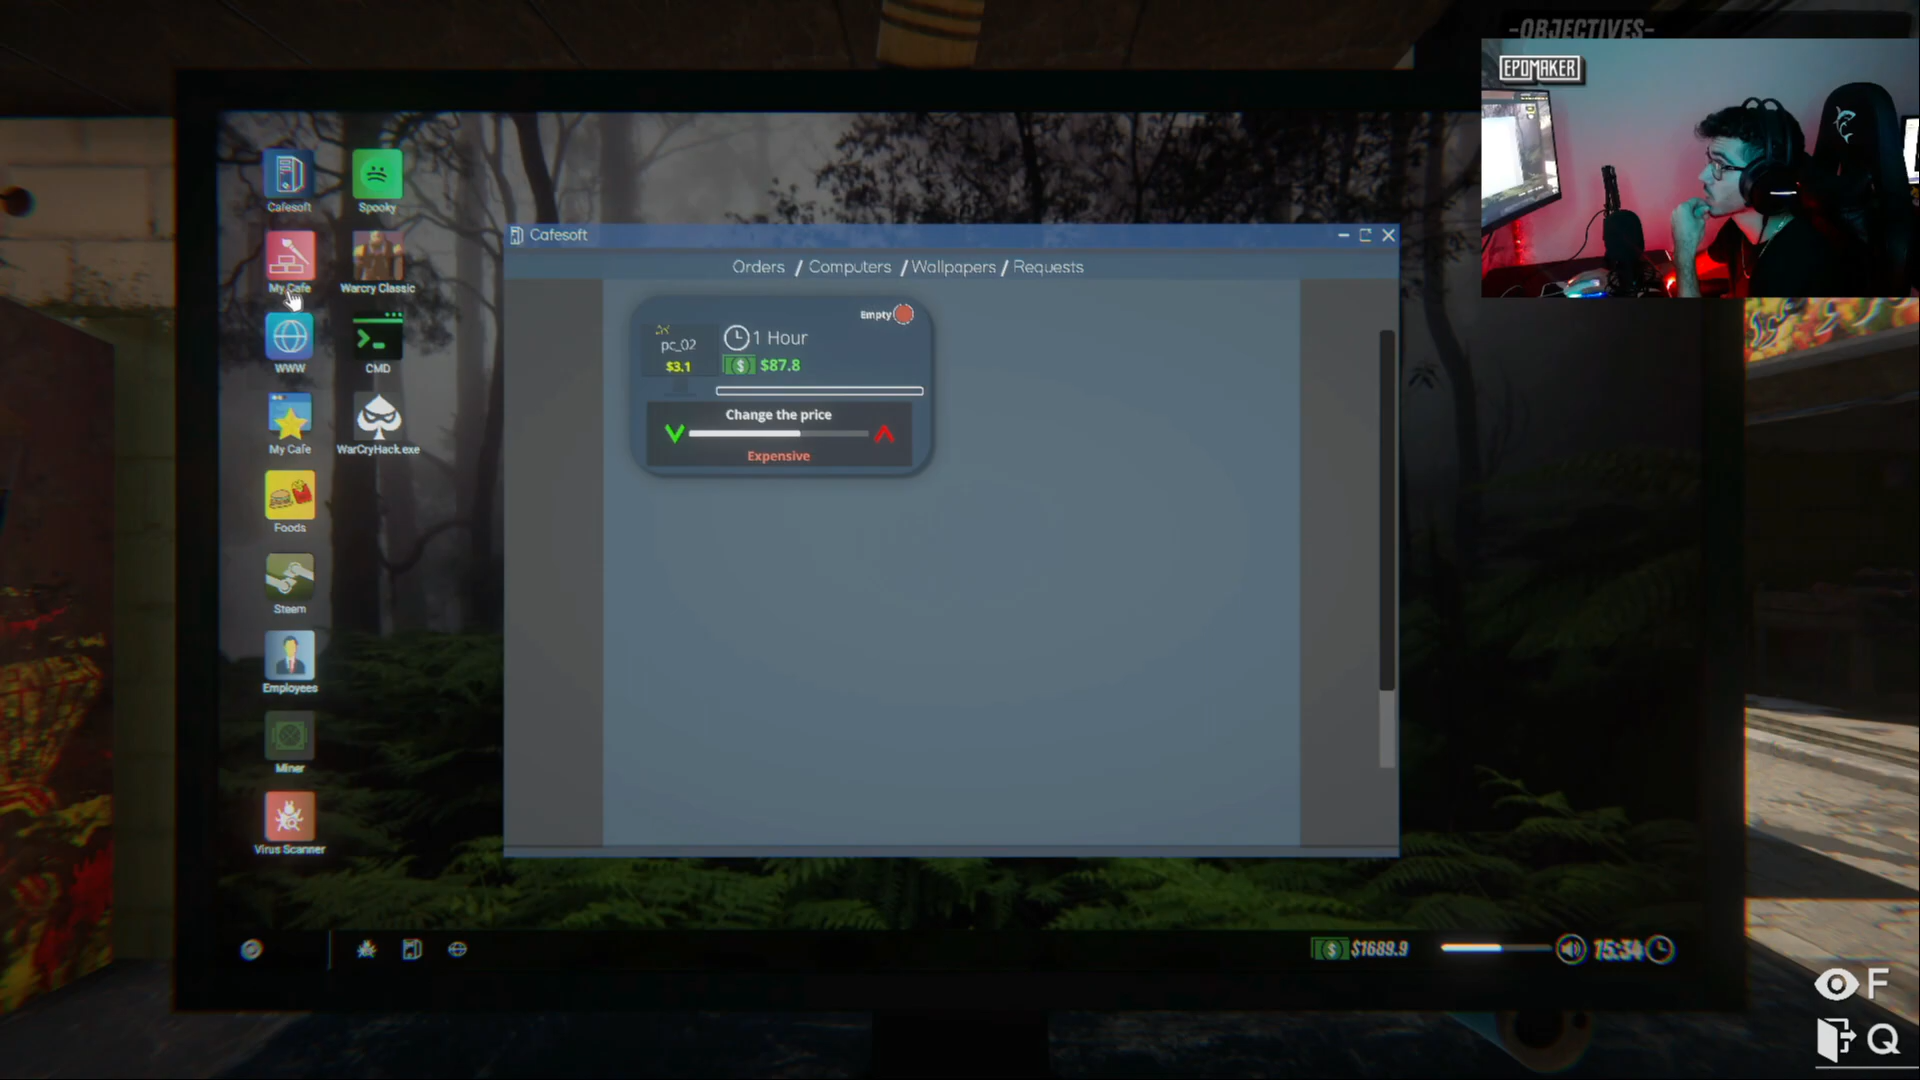 -OBJECTIVES-
EPOMAKER
Cafesoft
Spooky
My Cafe
Warcry Classic
WWW
CMD
My Cafe
WarCryHack.exe
Foods
Steem
Employees
Miner
Virus Scanner
Cafesoft
Orders / Computers / Wallpapers / Requests
Empty
pc_02
$3.1
1 Hour
$87.8
Change the price
Expensive
$1689.9
15:34
F
Q